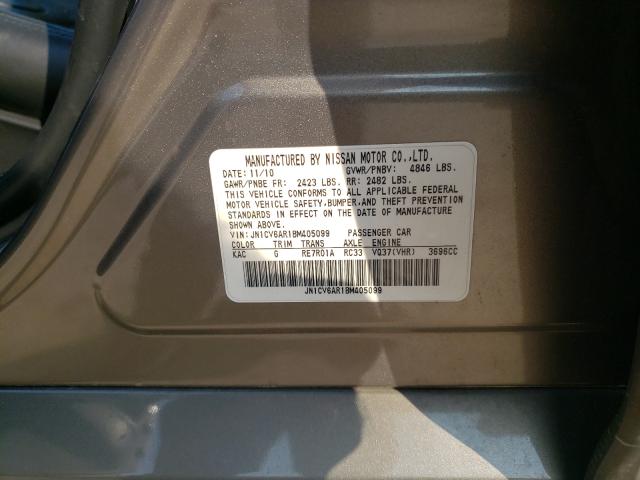 MANUFACTURED BY NISSAN MOTOR CO.,LTD.
DATE: 11/10 GVWR/PNBV: 4846 LBS.
GAWR/PNBE FR: 2423 LBS. RR: 2482 LBS.
THIS VEHICLE CONFORMS TO ALL APPLICABLE FEDERAL
MOTOR VEHICLE SAFETY,BUMPER,AND THEFT PREVENTION
STANDARDS IN EFFECT ON THE DATE OF MANUFACTURE
SHOWN ABOVE.
VIN: JN1CV6AR1BM405099 PASSENGER CAR
COLOR TRIM TRANS AXLE ENGINE
KAC G RE7R01A RC33 VQ37(VHR) 3696CC
JN1CV6AR1BM405099